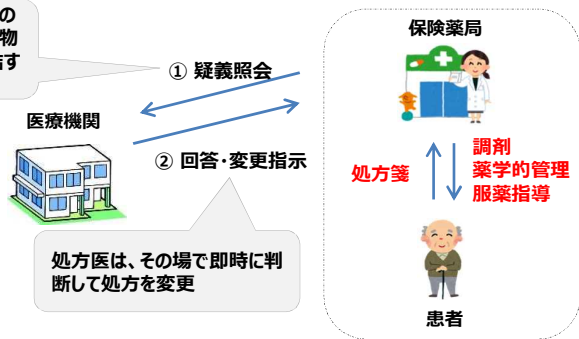 の
物
す
① 疑義照会
保険薬局
医療機関
② 回答・変更指示
処方箋
調剤
薬学的管理
服薬指導
処方医は、その場で即時に判
断して処方を変更
患者